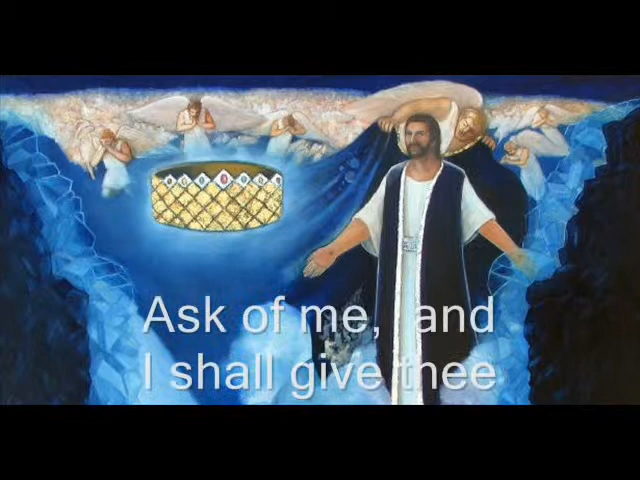 Ask of me, and
I shall give thee